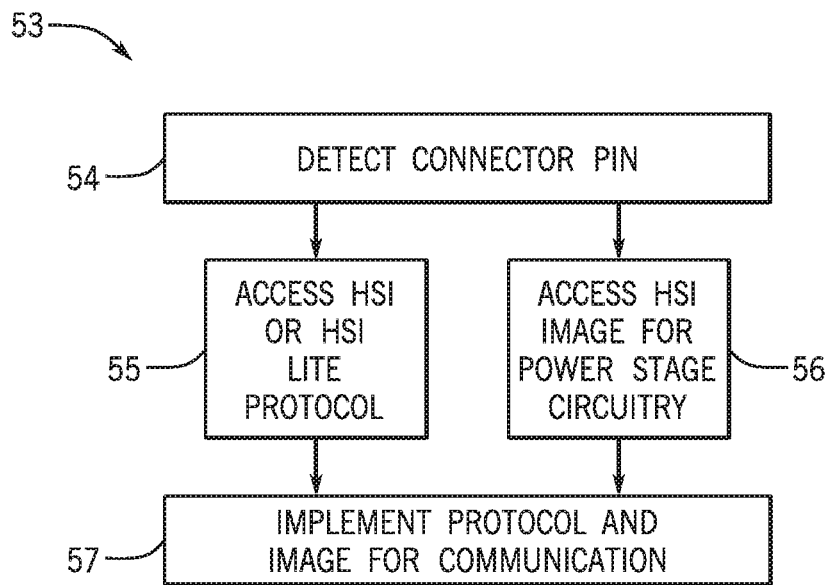 53
DETECT CONNECTOR PIN
54
ACCESS HSI
OR HSI
LITE
PROTOCOL
55
ACCESS HSI
IMAGE FOR
POWER STAGE
CIRCUITRY
56
IMPLEMENT PROTOCOL AND
IMAGE FOR COMMUNICATION
57